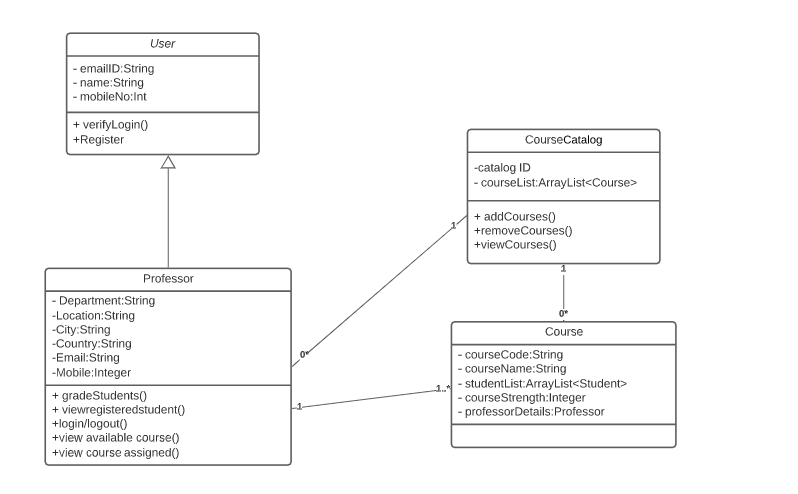 User
- emailID:String
- name:String
- mobileNo:Int
+ verifyLogin()
+Register
CourseCatalog
-catalog ID
- courseList:ArrayList<Course>
+ addCourses()
+removeCourses()
+viewCourses()
1
0*
1
0*
Professor
- Department:String
-Location:String
-City:String
-Country:String
-Email:String
-Mobile:Integer
+ gradeStudents()
+ viewregisteredstudent()
+login/logout()
+view available course()
+view course assigned()
1
1..*
Course
- courseCode:String
- courseName:String
- studentList:ArrayList<Student>
- courseStrength:Integer
- professorDetails:Professor